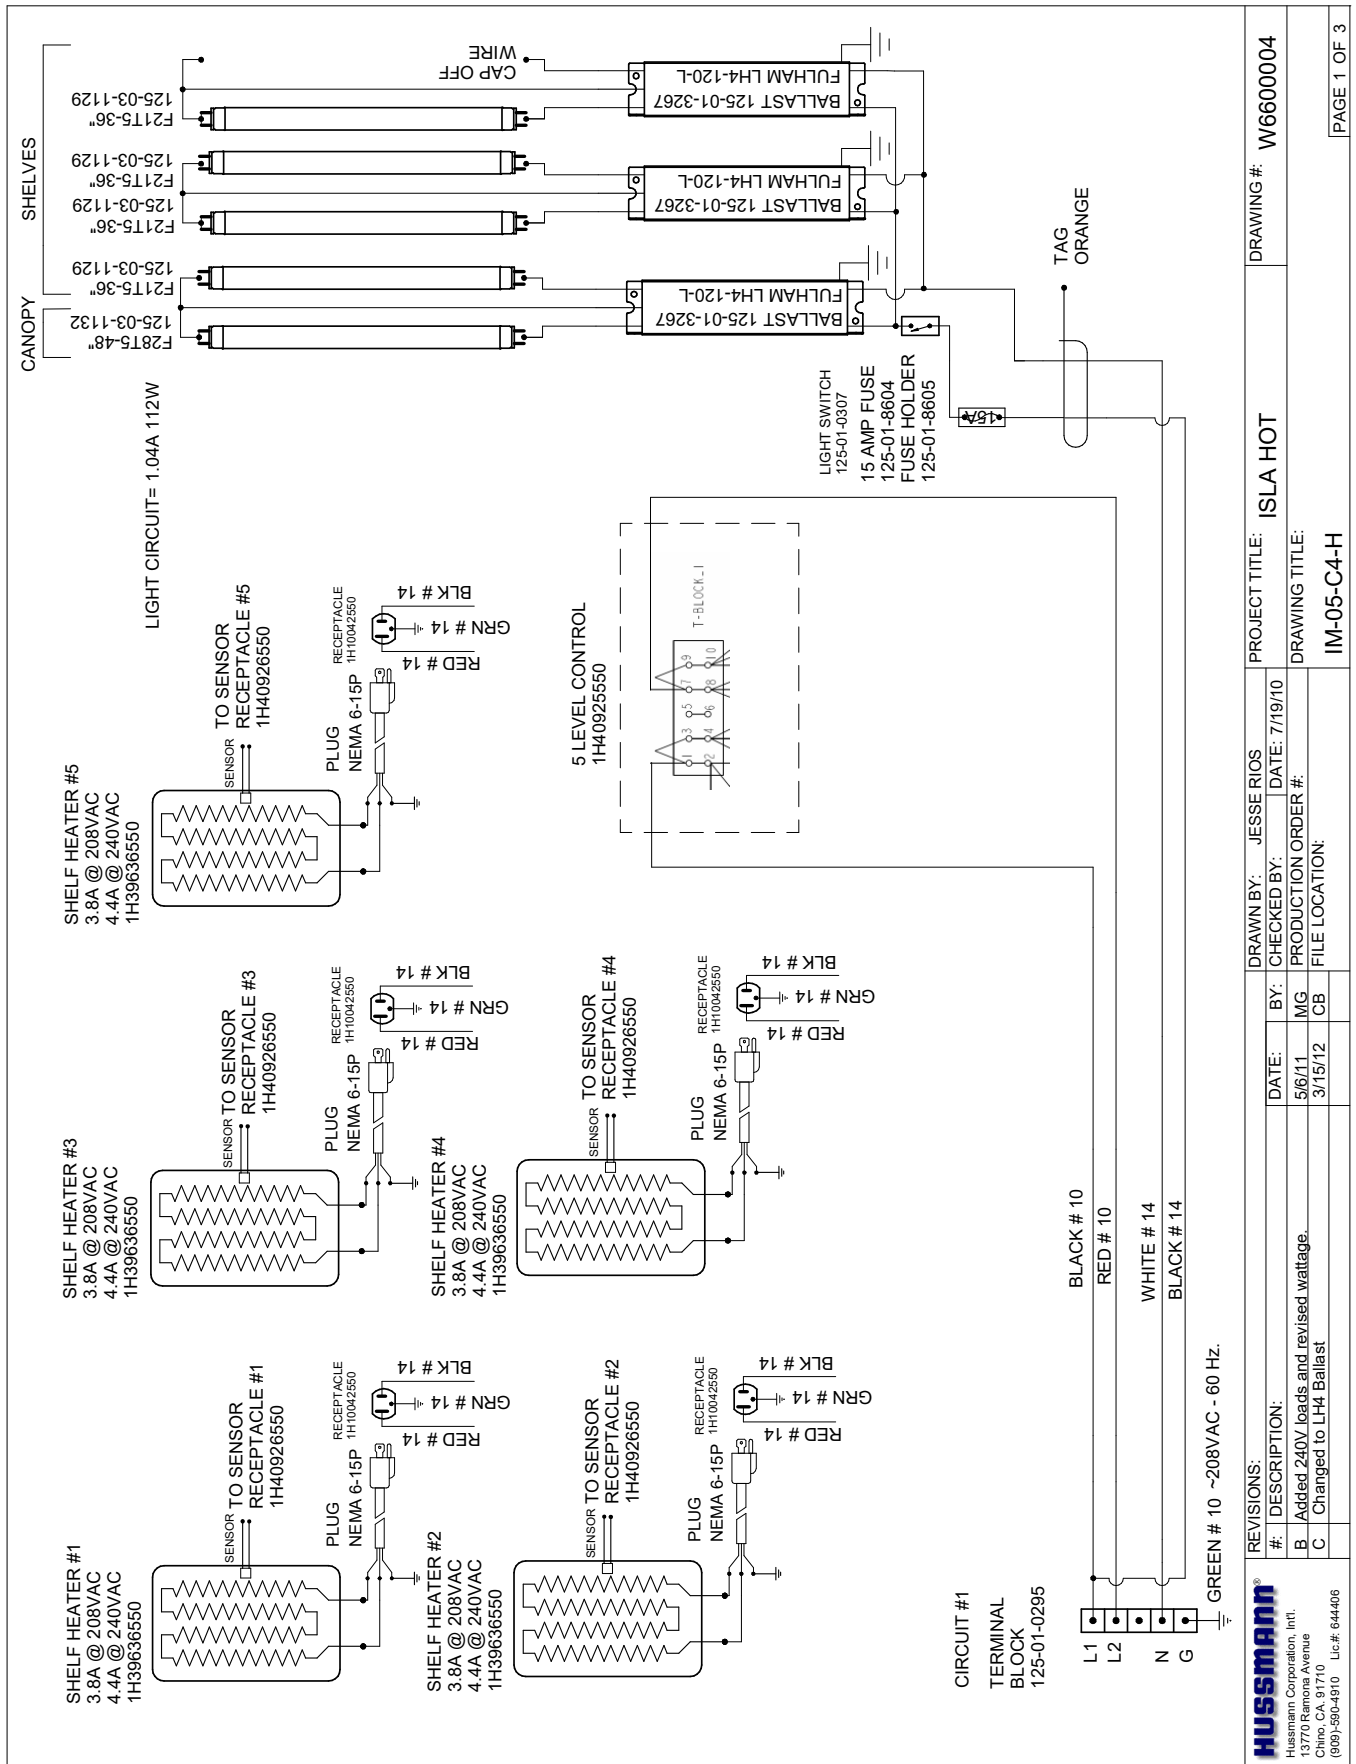 SHELF HEATER #1
3.8A @ 208VAC
4.4A @ 240VAC
1H39636550
SENSOR
TO SENSOR
RECEPTACLE #1
1H40926550
PLUG
NEMA 6-15P
RECEPTACLE
1H10042550
RED # 14
GRN # 14
BLK # 14
SHELF HEATER #2
3.8A @ 208VAC
4.4A @ 240VAC
1H39636550
SENSOR
TO SENSOR
RECEPTACLE #2
1H40926550
PLUG
NEMA 6-15P
RECEPTACLE
1H10042550
RED # 14
GRN # 14
BLK # 14
SHELF HEATER #3
3.8A @ 208VAC
4.4A @ 240VAC
1H39636550
SENSOR
TO SENSOR
RECEPTACLE #3
1H40926550
PLUG
NEMA 6-15P
RECEPTACLE
1H10042550
RED # 14
GRN # 14
BLK # 14
SHELF HEATER #4
3.8A @ 208VAC
4.4A @ 240VAC
1H39636550
SENSOR
TO SENSOR
RECEPTACLE #4
1H40926550
PLUG
NEMA 6-15P
RECEPTACLE
1H10042550
RED # 14
GRN # 14
BLK # 14
SHELF HEATER #5
3.8A @ 208VAC
4.4A @ 240VAC
1H39636550
SENSOR
TO SENSOR
RECEPTACLE #5
1H40926550
PLUG
NEMA 6-15P
RECEPTACLE
1H10042550
RED # 14
GRN # 14
BLK # 14
LIGHT CIRCUIT= 1.04A 112W
CANOPY
SHELVES
F28T5-48"
125-03-1132
F21T5-36"
125-03-1129
F21T5-36"
125-03-1129
F21T5-36"
125-03-1129
F21T5-36"
125-03-1129
CAP OFF
WIRE
BALLAST 125-01-3267
FULHAM LH4-120-L
BALLAST 125-01-3267
FULHAM LH4-120-L
BALLAST 125-01-3267
FULHAM LH4-120-L
LIGHT SWITCH
125-01-0307
15 AMP FUSE
125-01-8604
FUSE HOLDER
125-01-8605
15A
TAG
ORANGE
5 LEVEL CONTROL
1H40925550
T-BLOCK_1
1 3 5 7 9
2 4 6 8 10
CIRCUIT #1
TERMINAL
BLOCK
125-01-0295
L1
L2
N
G
BLACK # 10
RED # 10
WHITE # 14
BLACK # 14
GREEN # 10 ~208VAC - 60 Hz.
HUSSMANN®
Hussmann Corporation, Int'l.
13770 Ramona Avenue
Chino, CA. 91710
(909)-590-4910 Lic.#: 644406
REVISIONS:
#: DESCRIPTION: DATE: BY:
B Added 240V loads and revised wattage. 5/6/11 MG
C Changed to LH4 Ballast 3/15/12 CB
DRAWN BY: JESSE RIOS
CHECKED BY: DATE: 7/19/10
PRODUCTION ORDER #:
FILE LOCATION:
PROJECT TITLE: ISLA HOT
DRAWING TITLE:
IM-05-C4-H
DRAWING #: W6600004
PAGE 1 OF 3